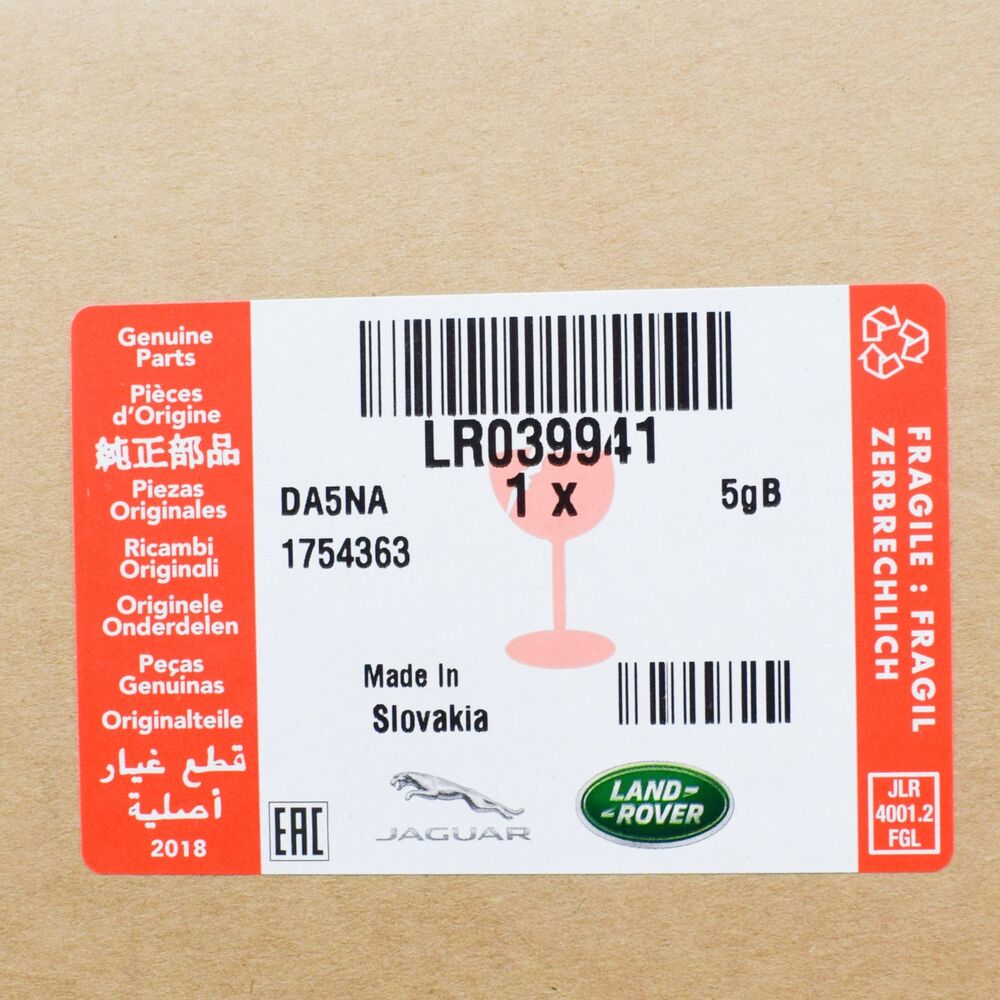 Genuine
Parts
Pièces
d'Origine
純正部品
Piezas
Originales
Ricambi
Originali
Originele
Onderdelen
Peças
Genuinas
Originalteile
قطع غيار
أصلية
2018
LR039941
DA5NA
1 x
5gB
1754363
Made In
Slovakia
EAC
JAGUAR
LAND-
-ROVER
FRAGILE : FRAGIL
ZERBRECHLICH
JLR
4001.2
FGL